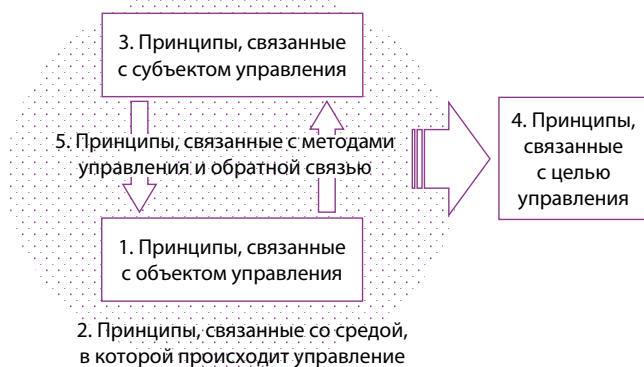 3. Принципы, связанные
с субъектом управления
5. Принципы, связанные с методами
управления и обратной связью
4. Принципы,
связанные
с целью
управления
1. Принципы, связанные
с объектом управления
2. Принципы, связанные со средой,
в которой происходит управление